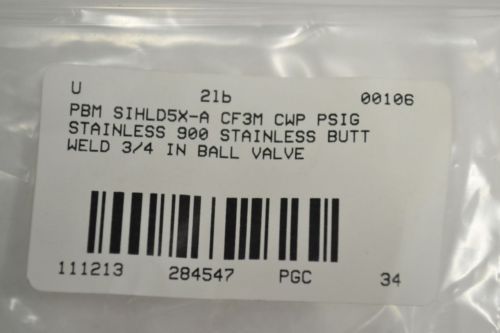 U 2lb 00106
PBM SIHLD5X-A CF3M CWP PSIG
STAINLESS 900 STAINLESS BUTT
WELD 3/4 IN BALL VALVE
111213 284547 PGC 34